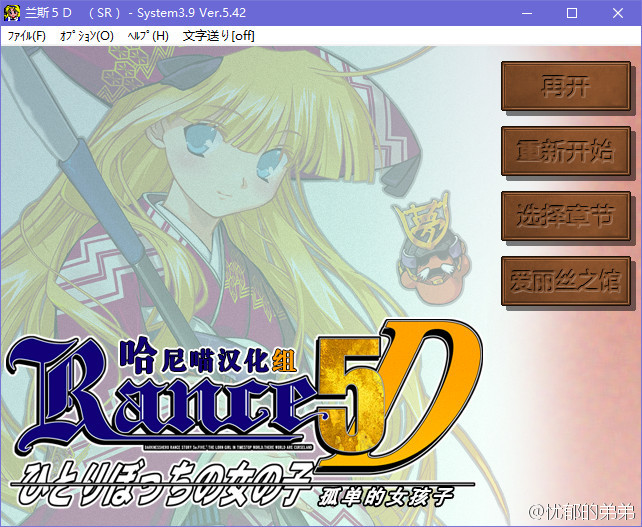 兰斯5D （SR） - System3.9 Ver.5.42
ﾌｧｲﾙ(F) ｵﾌﾟｼｮﾝ(O) ﾍﾙﾌﾟ(H) 文字送り[off]
再开
重新开始
选择章节
爱丽丝之馆
哈尼喵汉化组
Rance 5D
ひとりぼっちの女の子
孤单的女孩子
@忧郁的弟弟